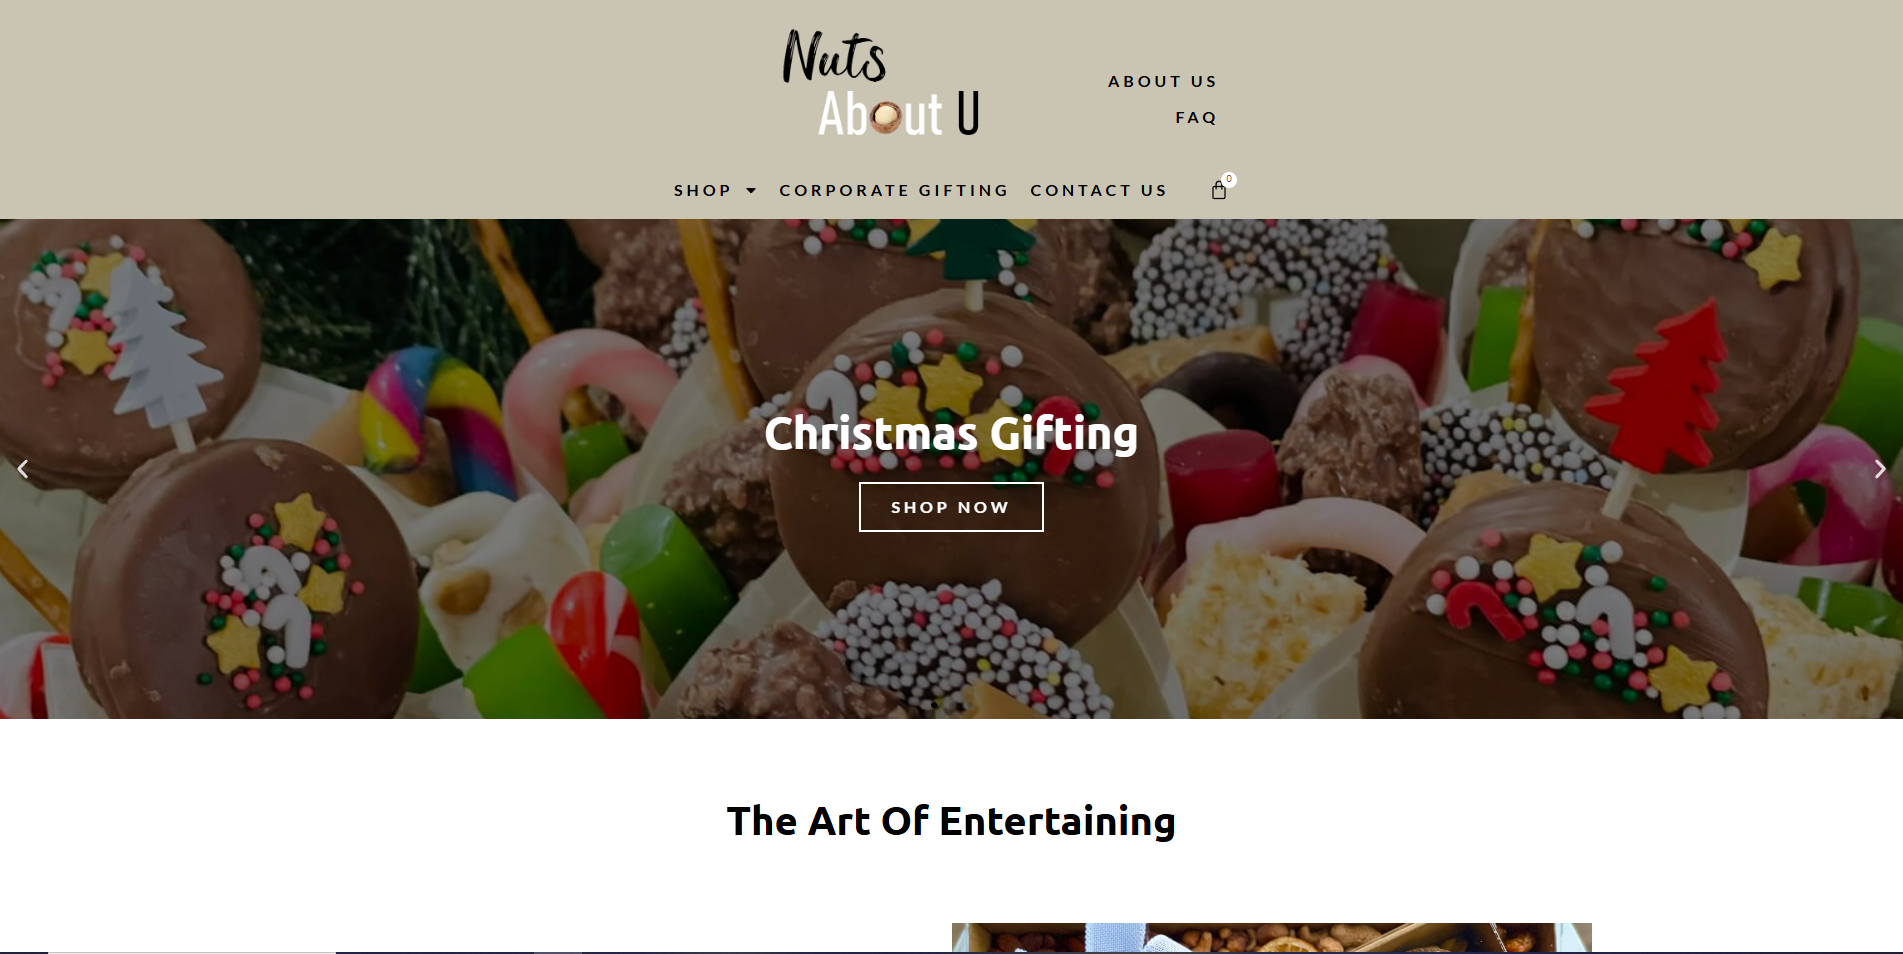 Nuts
About U
ABOUT US
FAQ
SHOP
CORPORATE GIFTING
CONTACT US
0
Christmas Gifting
SHOP NOW
The Art Of Entertaining